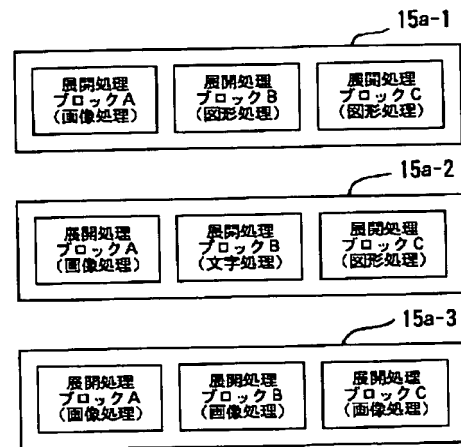 15a-1
展開処理 展開処理 展開処理
ブロックA ブロックB ブロックC
(画像処理) (図形処理) (図形処理)
15a-2
展開処理 展開処理 展開処理
ブロックA ブロックB ブロックC
(画像処理) (文字処理) (図形処理)
15a-3
展開処理 展開処理 展開処理
ブロックA ブロックB ブロックC
(画像処理) (画像処理) (画像処理)